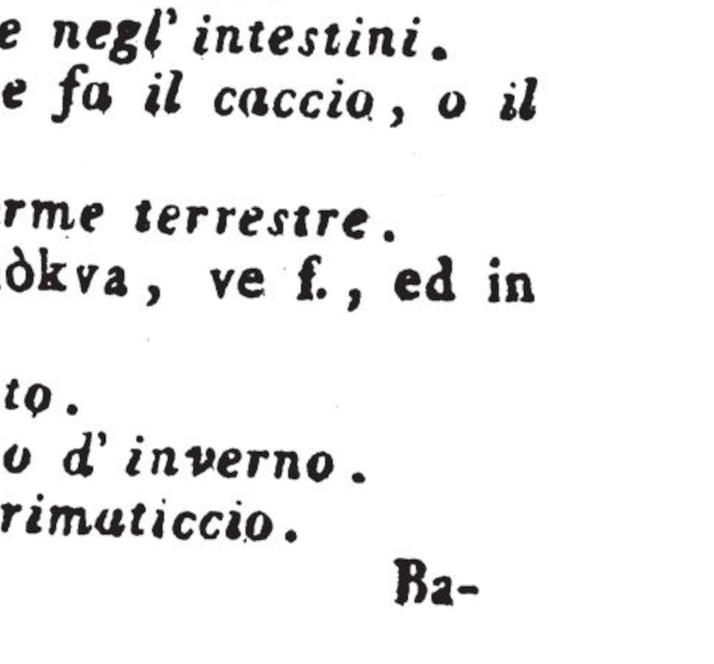 e negl' intestini.
e fa il caccio, o il
rme terrestre.
òkva, ve f., ed in
to.
o d' inverno.
rimaticcio.
Ba-